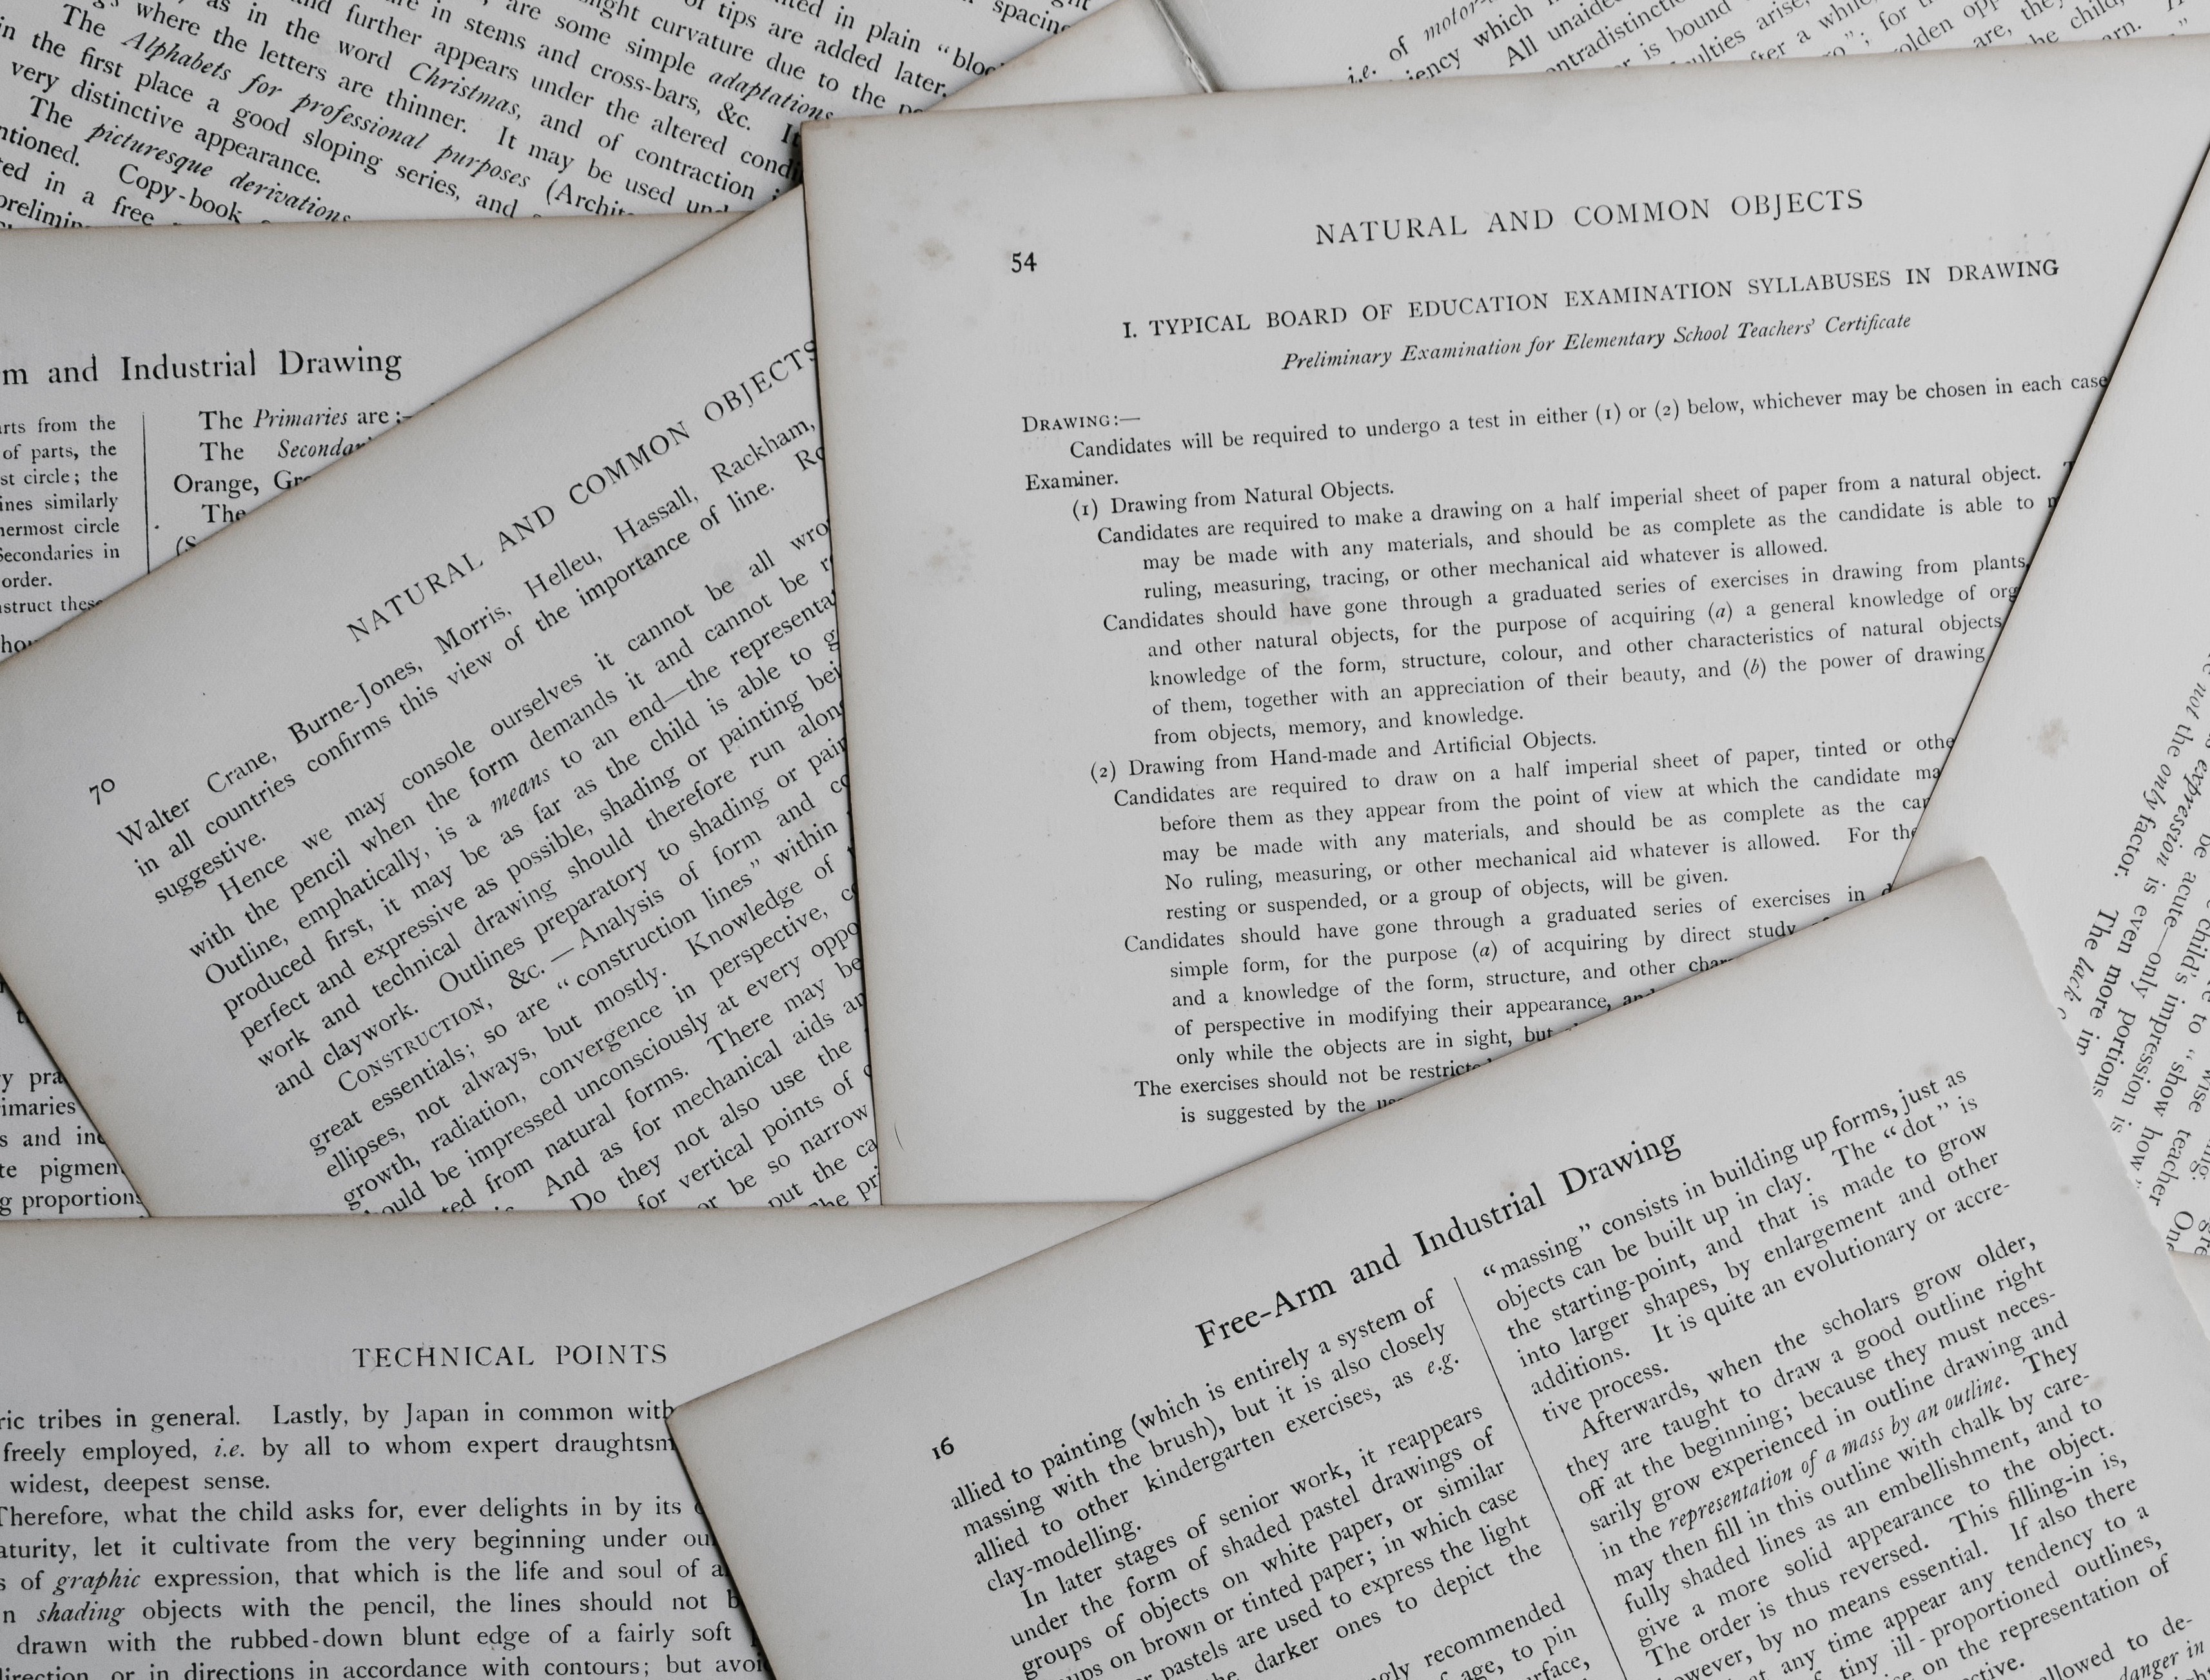 spacing
in plain “bloc
of tips are added later.
slight curvature due to the
are some simple adaptations
in stems and cross-bars, &c. It
and further appears under the altered condi
as in the word Christmas, and of contraction
where the letters are thinner. It may be used und
The Alphabets for professional purposes (Archite
in the first place a good sloping series, and
very distinctive appearance.
The picturesque derivations
ntioned. Copy-book
ed in a free
prelimin
i.e. of motor-
iency which
All unaided
contradistinction
r is bound
culties arise,
fter a while,
o”; for
olden opp
are, they
he child,
arn.
m and Industrial Drawing
arts from the
of parts, the
st circle; the
ines similarly
hermost circle
Secondaries in
order.
nstruct these
The Primaries are:—
The Secondar
Orange, Gre
The
70
NATURAL AND COMMON OBJECTS
Walter Crane, Burne-Jones, Morris, Helleu, Hassall, Rackham,
in all countries confirms this view of the importance of line. Ro
suggestive.
Hence we may console ourselves it cannot be all wro
with the pencil when the form demands it and cannot be re
Outline, emphatically, is a means to an end—the representa
produced first, it may be as far as the child is able to g
perfect and expressive as possible, shading or painting bei
work and technical drawing should therefore run along
and claywork. Outlines preparatory to shading or pain
CONSTRUCTION, &c.—Analysis of form and co
great essentials; so are “construction lines” within
ellipses, not always, but mostly. Knowledge of
growth, radiation, convergence in perspective, c
ould be impressed unconsciously at every oppo
ted from natural forms. There may be
And as for mechanical aids an
Do they not also use the
for vertical points of
or be so narrow
put the ca
The pri
54
NATURAL AND COMMON OBJECTS
I. TYPICAL BOARD OF EDUCATION EXAMINATION SYLLABUSES IN DRAWING
Preliminary Examination for Elementary School Teachers’ Certificate
DRAWING:—
Candidates will be required to undergo a test in either (1) or (2) below, whichever may be chosen in each case
Examiner.
(1) Drawing from Natural Objects.
Candidates are required to make a drawing on a half imperial sheet of paper from a natural object. T
may be made with any materials, and should be as complete as the candidate is able to m
ruling, measuring, tracing, or other mechanical aid whatever is allowed.
Candidates should have gone through a graduated series of exercises in drawing from plants,
and other natural objects, for the purpose of acquiring (a) a general knowledge of org
knowledge of the form, structure, colour, and other characteristics of natural objects
of them, together with an appreciation of their beauty, and (b) the power of drawing
from objects, memory, and knowledge.
(2) Drawing from Hand-made and Artificial Objects.
Candidates are required to draw on a half imperial sheet of paper, tinted or othe
before them as they appear from the point of view at which the candidate ma
may be made with any materials, and should be as complete as the can
No ruling, measuring, or other mechanical aid whatever is allowed. For the
resting or suspended, or a group of objects, will be given.
Candidates should have gone through a graduated series of exercises in d
simple form, for the purpose (a) of acquiring by direct study
and a knowledge of the form, structure, and other char
of perspective in modifying their appearance, and
only while the objects are in sight, but
The exercises should not be restricte
is suggested by the us
not the only factor. The lack
expression is even more im
be acute—only portions
child’s impression is
to “show how”
wise teacher
One
y pra
imaries
s and inc
te pigmen
g proportions
TECHNICAL POINTS
ric tribes in general. Lastly, by Japan in common with
freely employed, i.e. by all to whom expert draughtsm
widest, deepest sense.
Therefore, what the child asks for, ever delights in by its
aturity, let it cultivate from the very beginning under our
s of graphic expression, that which is the life and soul of a
n shading objects with the pencil, the lines should not b
drawn with the rubbed-down blunt edge of a fairly soft
direction, or in directions in accordance with contours; but avoi
16
Free-Arm and Industrial Drawing
allied to painting (which is entirely a system of
massing with the brush), but it is also closely
allied to other kindergarten exercises, as e.g.
clay-modelling.
In later stages of senior work, it reappears
under the form of shaded pastel drawings of
groups of objects on white paper, or similar
ups on brown or tinted paper; in which case
r pastels are used to express the light
he darker ones to depict the
gly recommended
f age, to pin
urface,
“massing” consists in building up forms, just as
objects can be built up in clay. The “dot” is
the starting-point, and that is made to grow
into larger shapes, by enlargement and other
additions. It is quite an evolutionary or accre-
tive process.
Afterwards, when the scholars grow older,
they are taught to draw a good outline right
off at the beginning; because they must neces-
sarily grow experienced in outline drawing and
in the representation of a mass by an outline. They
may then fill in this outline with chalk by care-
fully shaded lines as an embellishment, and to
give a more solid appearance to the object.
The order is thus reversed. This filling-in is,
owever, by no means essential. If also there
at any time appear any tendency to a
tiny ill-proportioned outlines,
e on the representation of
ctive.
llowed to de-
danger in